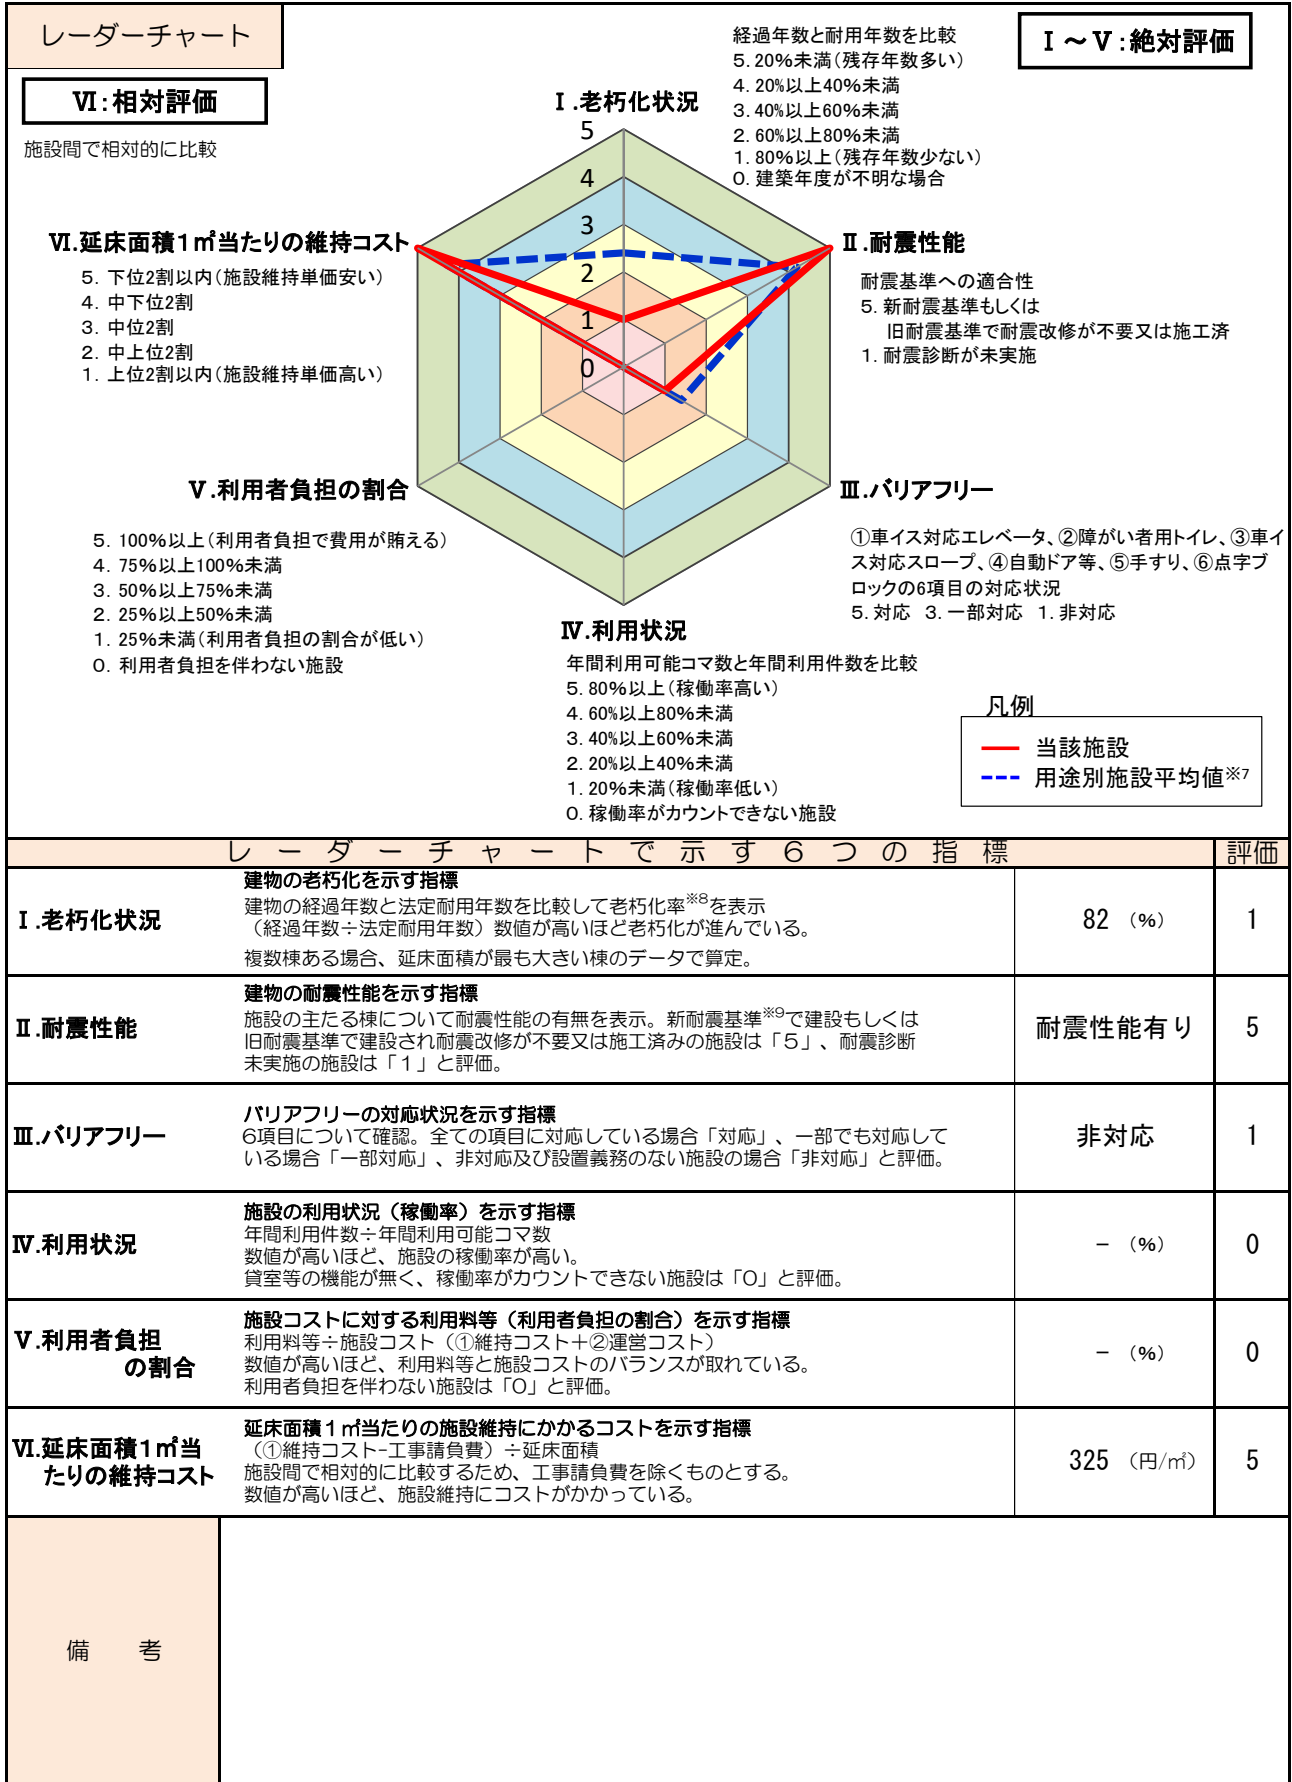 レーダーチャート
Ⅰ～Ⅴ:絶対評価
Ⅵ:相対評価
施設間で相対的に比較
経過年数と耐用年数を比較
5. 20%未満(残存年数多い)
4. 20%以上40%未満
3. 40%以上60%未満
2. 60%以上80%未満
1. 80%以上(残存年数少ない)
0. 建築年度が不明な場合
Ⅰ.老朽化状況
5
4
3
2
1
0
Ⅵ.延床面積1㎡当たりの維持コスト
5. 下位2割以内(施設維持単価安い)
4. 中下位2割
3. 中位2割
2. 中上位2割
1. 上位2割以内(施設維持単価高い)
Ⅱ.耐震性能
耐震基準への適合性
5. 新耐震基準もしくは
旧耐震基準で耐震改修が不要又は施工済
1. 耐震診断が未実施
Ⅴ.利用者負担の割合
5. 100%以上(利用者負担で費用が賄える)
4. 75%以上100%未満
3. 50%以上75%未満
2. 25%以上50%未満
1. 25%未満(利用者負担の割合が低い)
0. 利用者負担を伴わない施設
Ⅲ.バリアフリー
①車イス対応エレベータ、②障がい者用トイレ、③車イ
ス対応スロープ、④自動ドア等、⑤手すり、⑥点字ブ
ロックの6項目の対応状況
5. 対応 3. 一部対応 1. 非対応
Ⅳ.利用状況
年間利用可能コマ数と年間利用件数を比較
5. 80%以上(稼働率高い)
4. 60%以上80%未満
3. 40%以上60%未満
2. 20%以上40%未満
1. 20%未満(稼働率低い)
0. 稼働率がカウントできない施設
凡例
当該施設
用途別施設平均値※7
レーダーチャートで示す６つの指標 評価
Ⅰ.老朽化状況
建物の老朽化を示す指標
建物の経過年数と法定耐用年数を比較して老朽化率※8を表示
（経過年数÷法定耐用年数）数値が高いほど老朽化が進んでいる。
複数棟ある場合、延床面積が最も大きい棟のデータで算定。
82 （%） 1
Ⅱ.耐震性能
建物の耐震性能を示す指標
施設の主たる棟について耐震性能の有無を表示。新耐震基準※9で建設もしくは
旧耐震基準で建設され耐震改修が不要又は施工済みの施設は「５」、耐震診断
未実施の施設は「１」と評価。
耐震性能有り 5
Ⅲ.バリアフリー
バリアフリーの対応状況を示す指標
6項目について確認。全ての項目に対応している場合「対応」、一部でも対応して
いる場合「一部対応」、非対応及び設置義務のない施設の場合「非対応」と評価。
非対応 1
Ⅳ.利用状況
施設の利用状況（稼働率）を示す指標
年間利用件数÷年間利用可能コマ数
数値が高いほど、施設の稼働率が高い。
貸室等の機能が無く、稼働率がカウントできない施設は「0」と評価。
− （%） 0
Ⅴ.利用者負担
の割合
施設コストに対する利用料等（利用者負担の割合）を示す指標
利用料等÷施設コスト（①維持コスト＋②運営コスト）
数値が高いほど、利用料等と施設コストのバランスが取れている。
利用者負担を伴わない施設は「0」と評価。
− （%） 0
Ⅵ.延床面積1㎡当
たりの維持コスト
延床面積１㎡当たりの施設維持にかかるコストを示す指標
（①維持コスト-工事請負費）÷延床面積
施設間で相対的に比較するため、工事請負費を除くものとする。
数値が高いほど、施設維持にコストがかかっている。
325 （円/㎡） 5
備 考